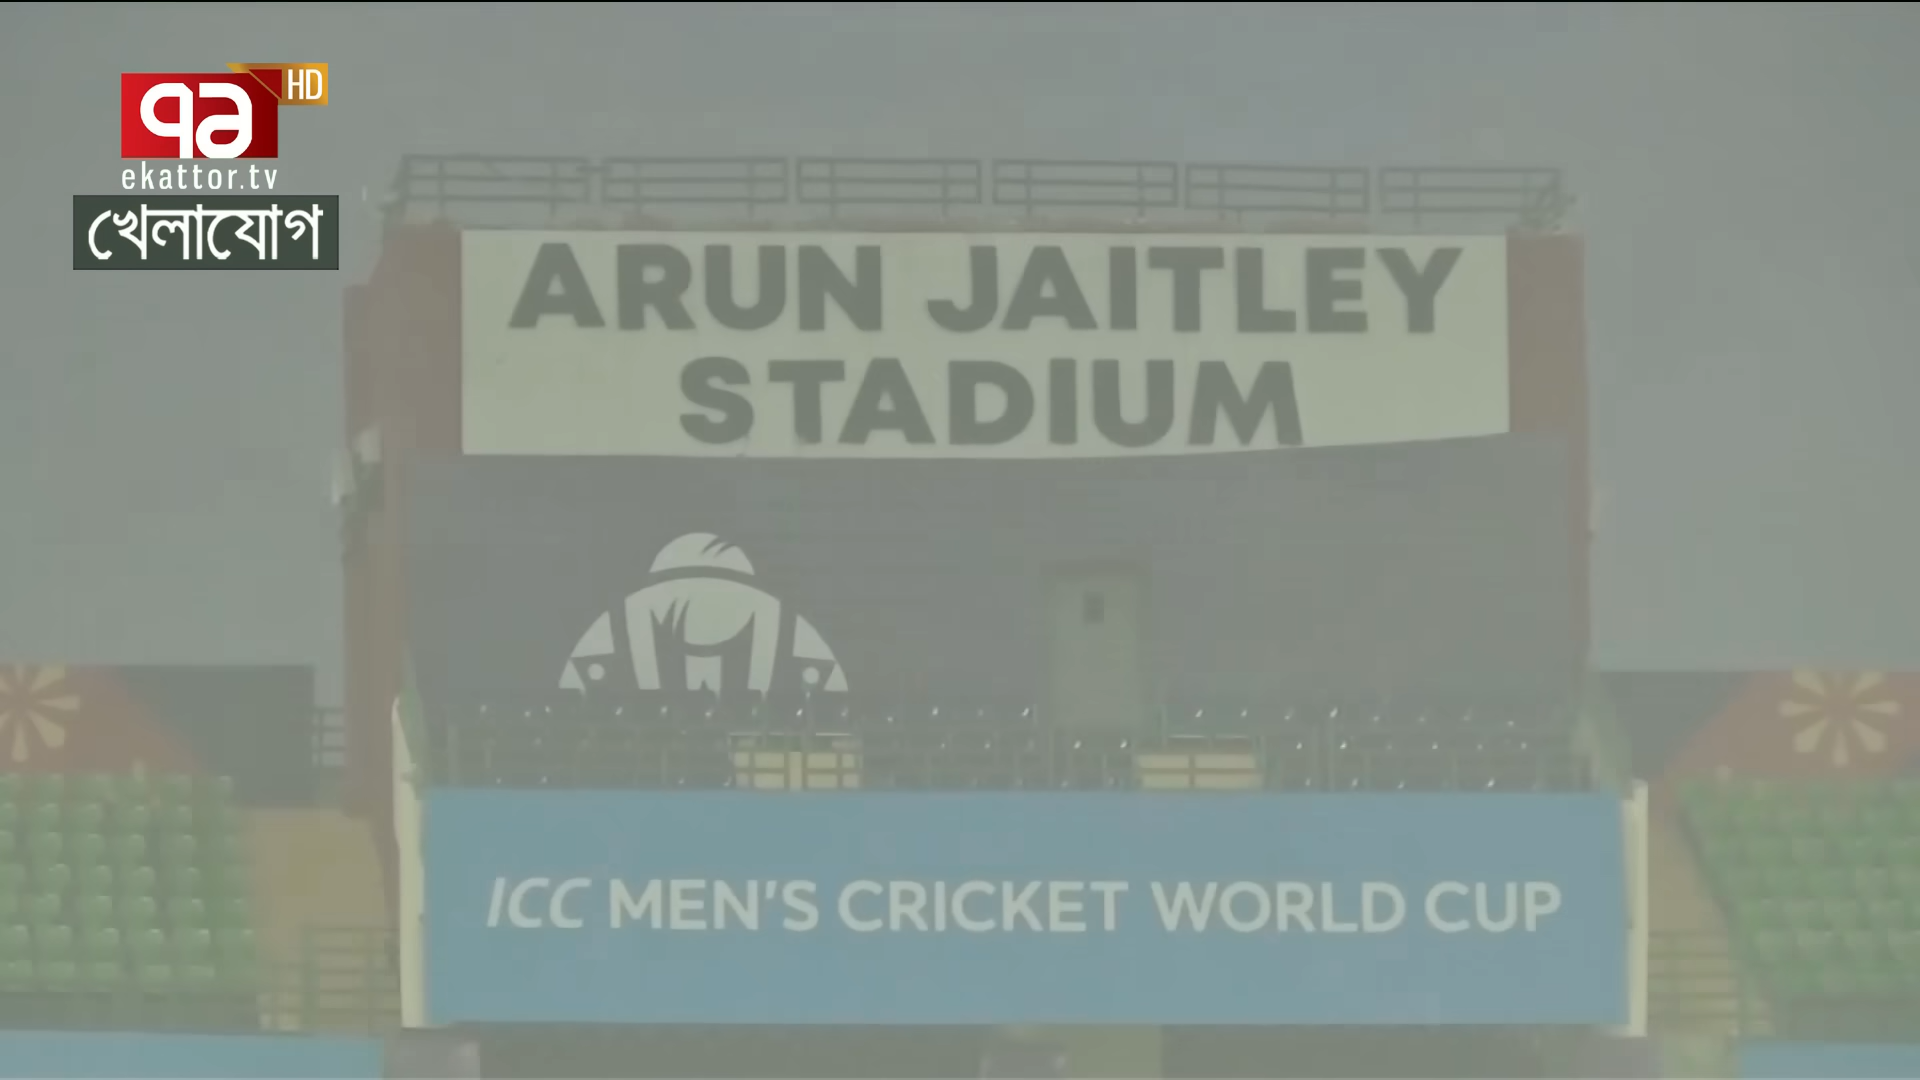 HD
৭১
ekattor.tv
খেলাযোগ
ARUN JAITLEY
STADIUM
ICC MEN'S CRICKET WORLD CUP